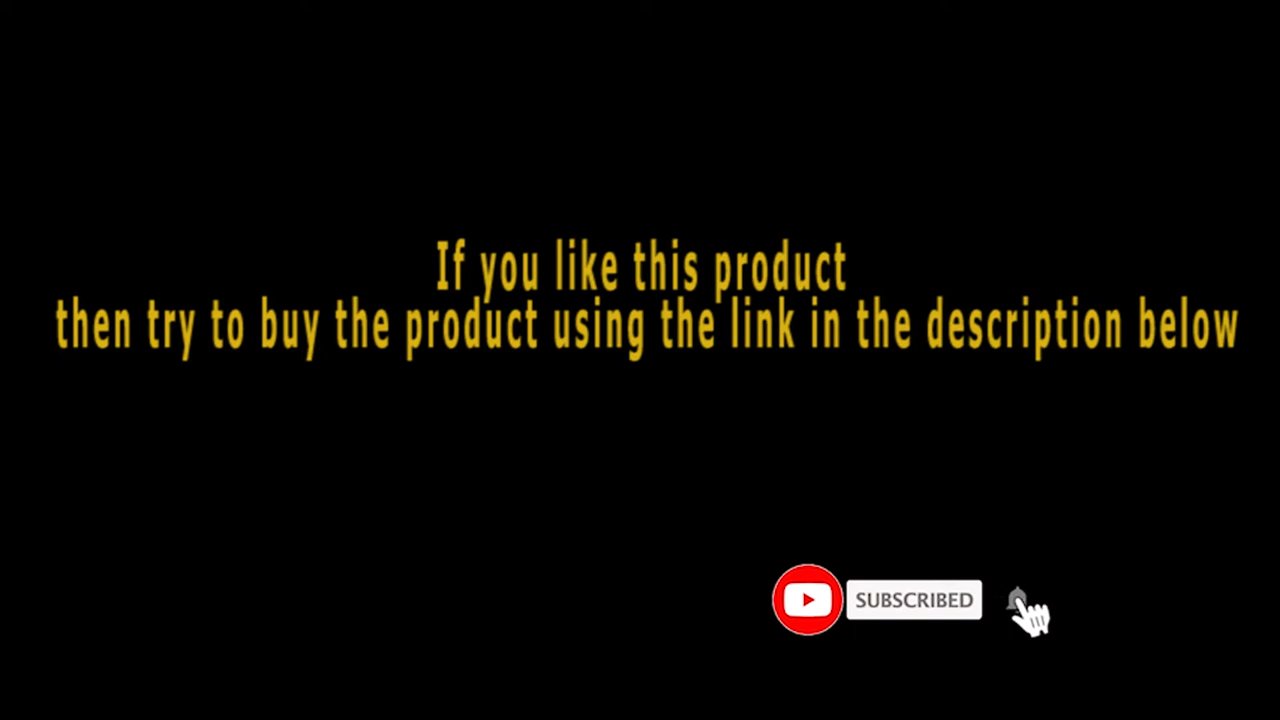 If you like this product
then try to buy the product using the link in the description below
SUBSCRIBED